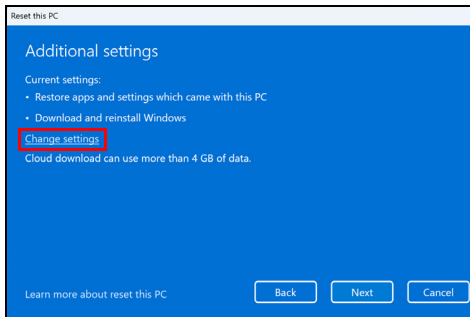 Reset this PC
Additional settings
Current settings:
• Restore apps and settings which came with this PC
• Download and reinstall Windows
Change settings
Cloud download can use more than 4 GB of data.
Learn more about reset this PC
Back
Next
Cancel